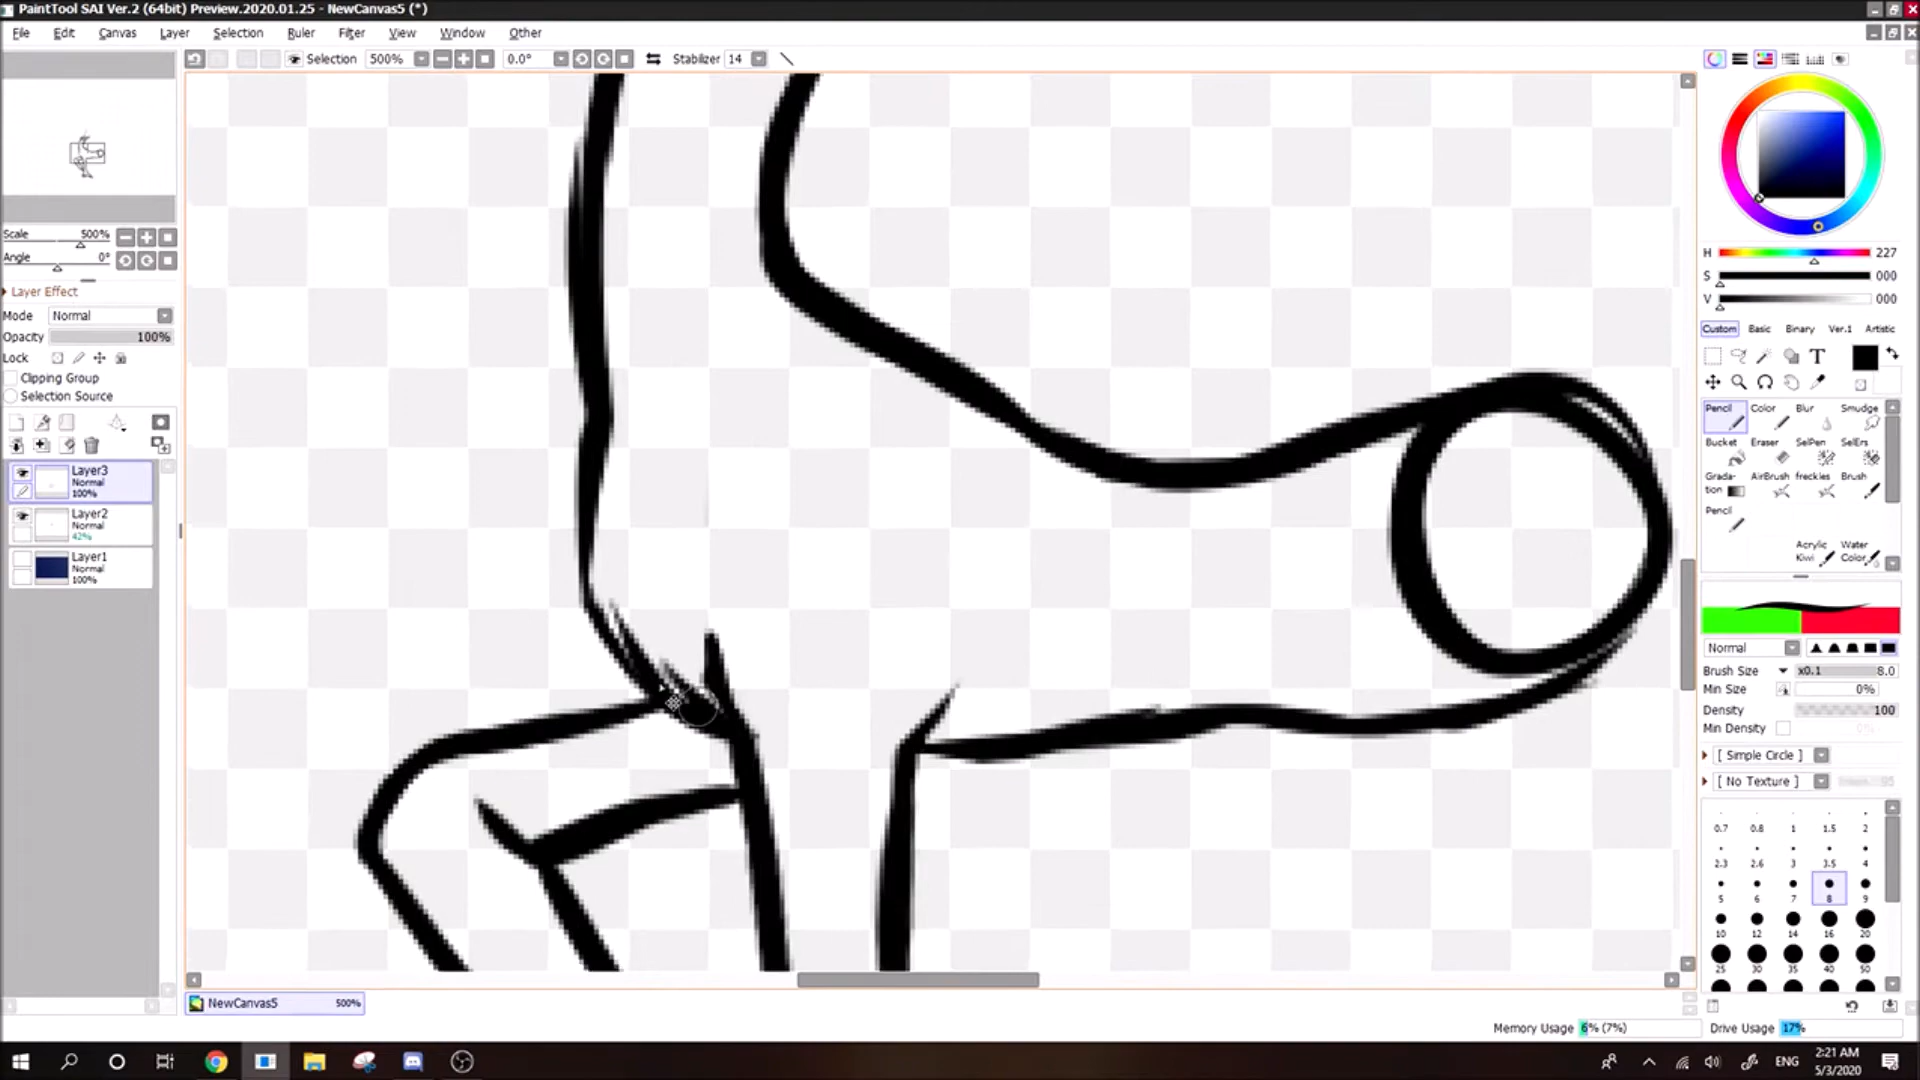 PaintTool SAI Ver.2 (64bit) Preview.2020.01.25 - NewCanvas5 (*)
File Edit Canvas Layer Selection Ruler Filter View Window Other
Selection 500% 0.0° Stabilizer 14
Scale 500%
Angle 0°
Layer Effect
Mode Normal
Opacity 100%
Lock
Clipping Group
Selection Source
Layer3
Normal
100%
Layer2
Normal
42%
Layer1
Normal
100%
H 227
S 000
V 000
Custom Basic Binary Ver.1 Artistic
T
Pencil Color Blur Smudge
Bucket Eraser SelPen SelErs
Grada-
tion AirBrush freckles Brush
Pencil
Acrylic Water
Kiwi Color
Normal
Brush Size x0.1 8.0
Min Size 0%
Density 100
Min Density 0%
[ Simple Circle ]
[ No Texture ] 95
0.7 0.8 1 1.5 2
2.3 2.6 3 3.5 4
5 6 7 8 9
10 12 14 16 20
25 30 35 40 50
NewCanvas5 500%
Memory Usage 6% (7%) Drive Usage 17%
ENG
2:21 AM
5/3/2020